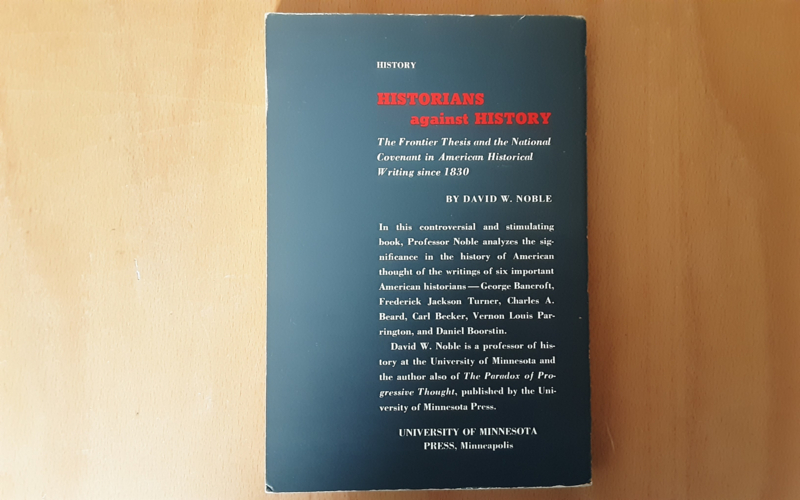 HISTORY
HISTORIANS
against HISTORY
The Frontier Thesis and the National
Covenant in American Historical
Writing since 1830
BY DAVID W. NOBLE
In this controversial and stimulating
book, Professor Noble analyzes the sig-
nificance in the history of American
thought of the writings of six important
American historians — George Bancroft,
Frederick Jackson Turner, Charles A.
Beard, Carl Becker, Vernon Louis Par-
rington, and Daniel Boorstin.
David W. Noble is a professor of his-
tory at the University of Minnesota and
the author also of The Paradox of Pro-
gressive Thought, published by the Uni-
versity of Minnesota Press.
UNIVERSITY OF MINNESOTA
PRESS, Minneapolis